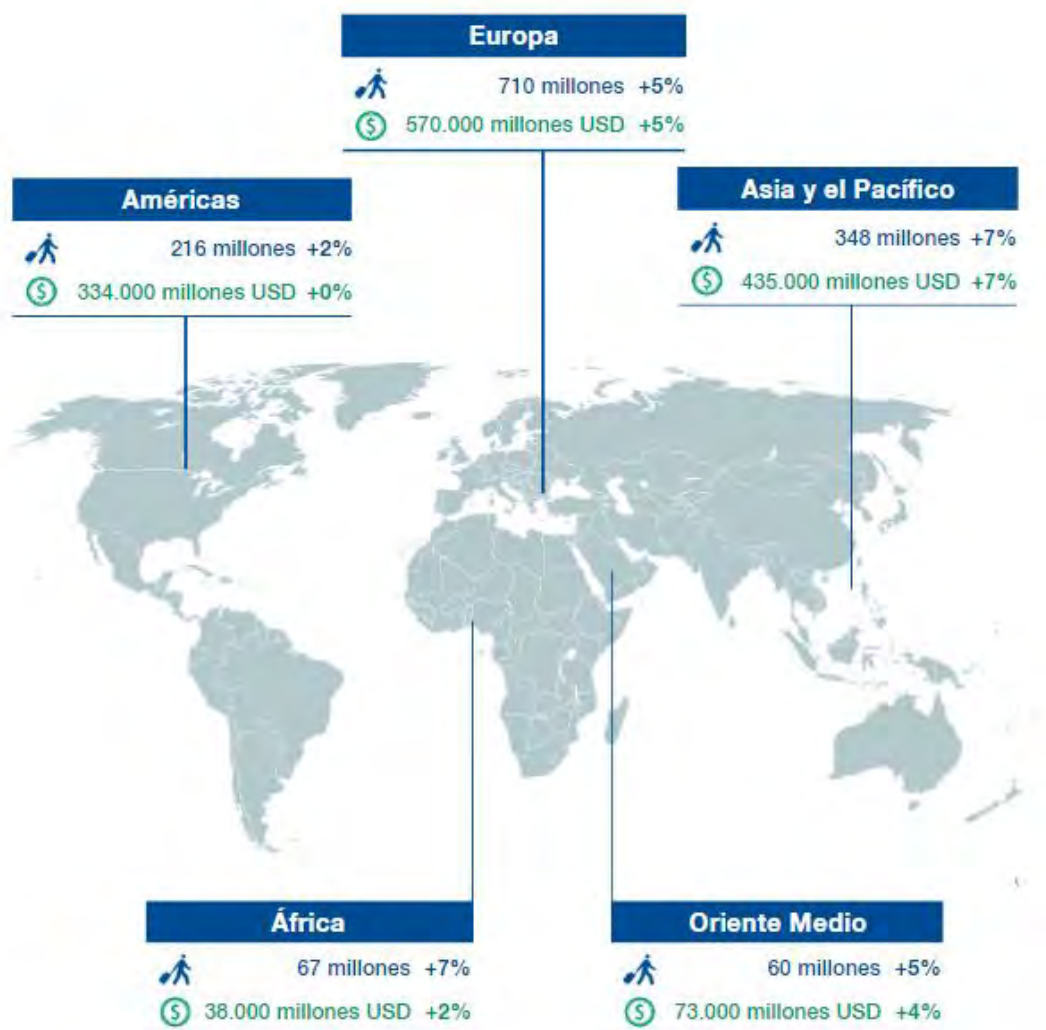 Europa
710 millones +5%
570.000 millones USD +5%
Américas
216 millones +2%
334.000 millones USD +0%
Asia y el Pacífico
348 millones +7%
435.000 millones USD +7%
África
67 millones +7%
38.000 millones USD +2%
Oriente Medio
60 millones +5%
73.000 millones USD +4%